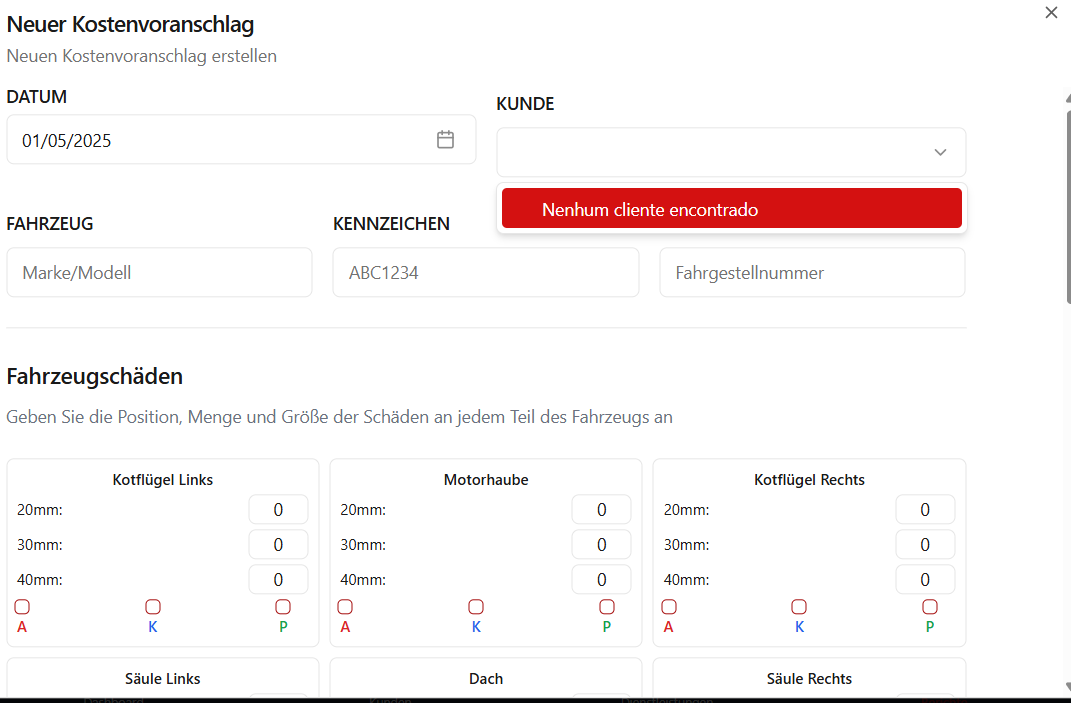 Neuer Kostenvoranschlag
Neuen Kostenvoranschlag erstellen
DATUM
KUNDE
01/05/2025
Nenhum cliente encontrado
FAHRZEUG
KENNZEICHEN
Marke/Modell
ABC1234
Fahrgestellnummer
Fahrzeugschäden
Geben Sie die Position, Menge und Größe der Schäden an jedem Teil des Fahrzeugs an
Kotflügel Links
20mm: 0
30mm: 0
40mm: 0
A K P
Motorhaube
20mm: 0
30mm: 0
40mm: 0
A K P
Kotflügel Rechts
20mm: 0
30mm: 0
40mm: 0
A K P
Säule Links
Dach
Säule Rechts
Dashboard
Kunden
Dienstleistungen